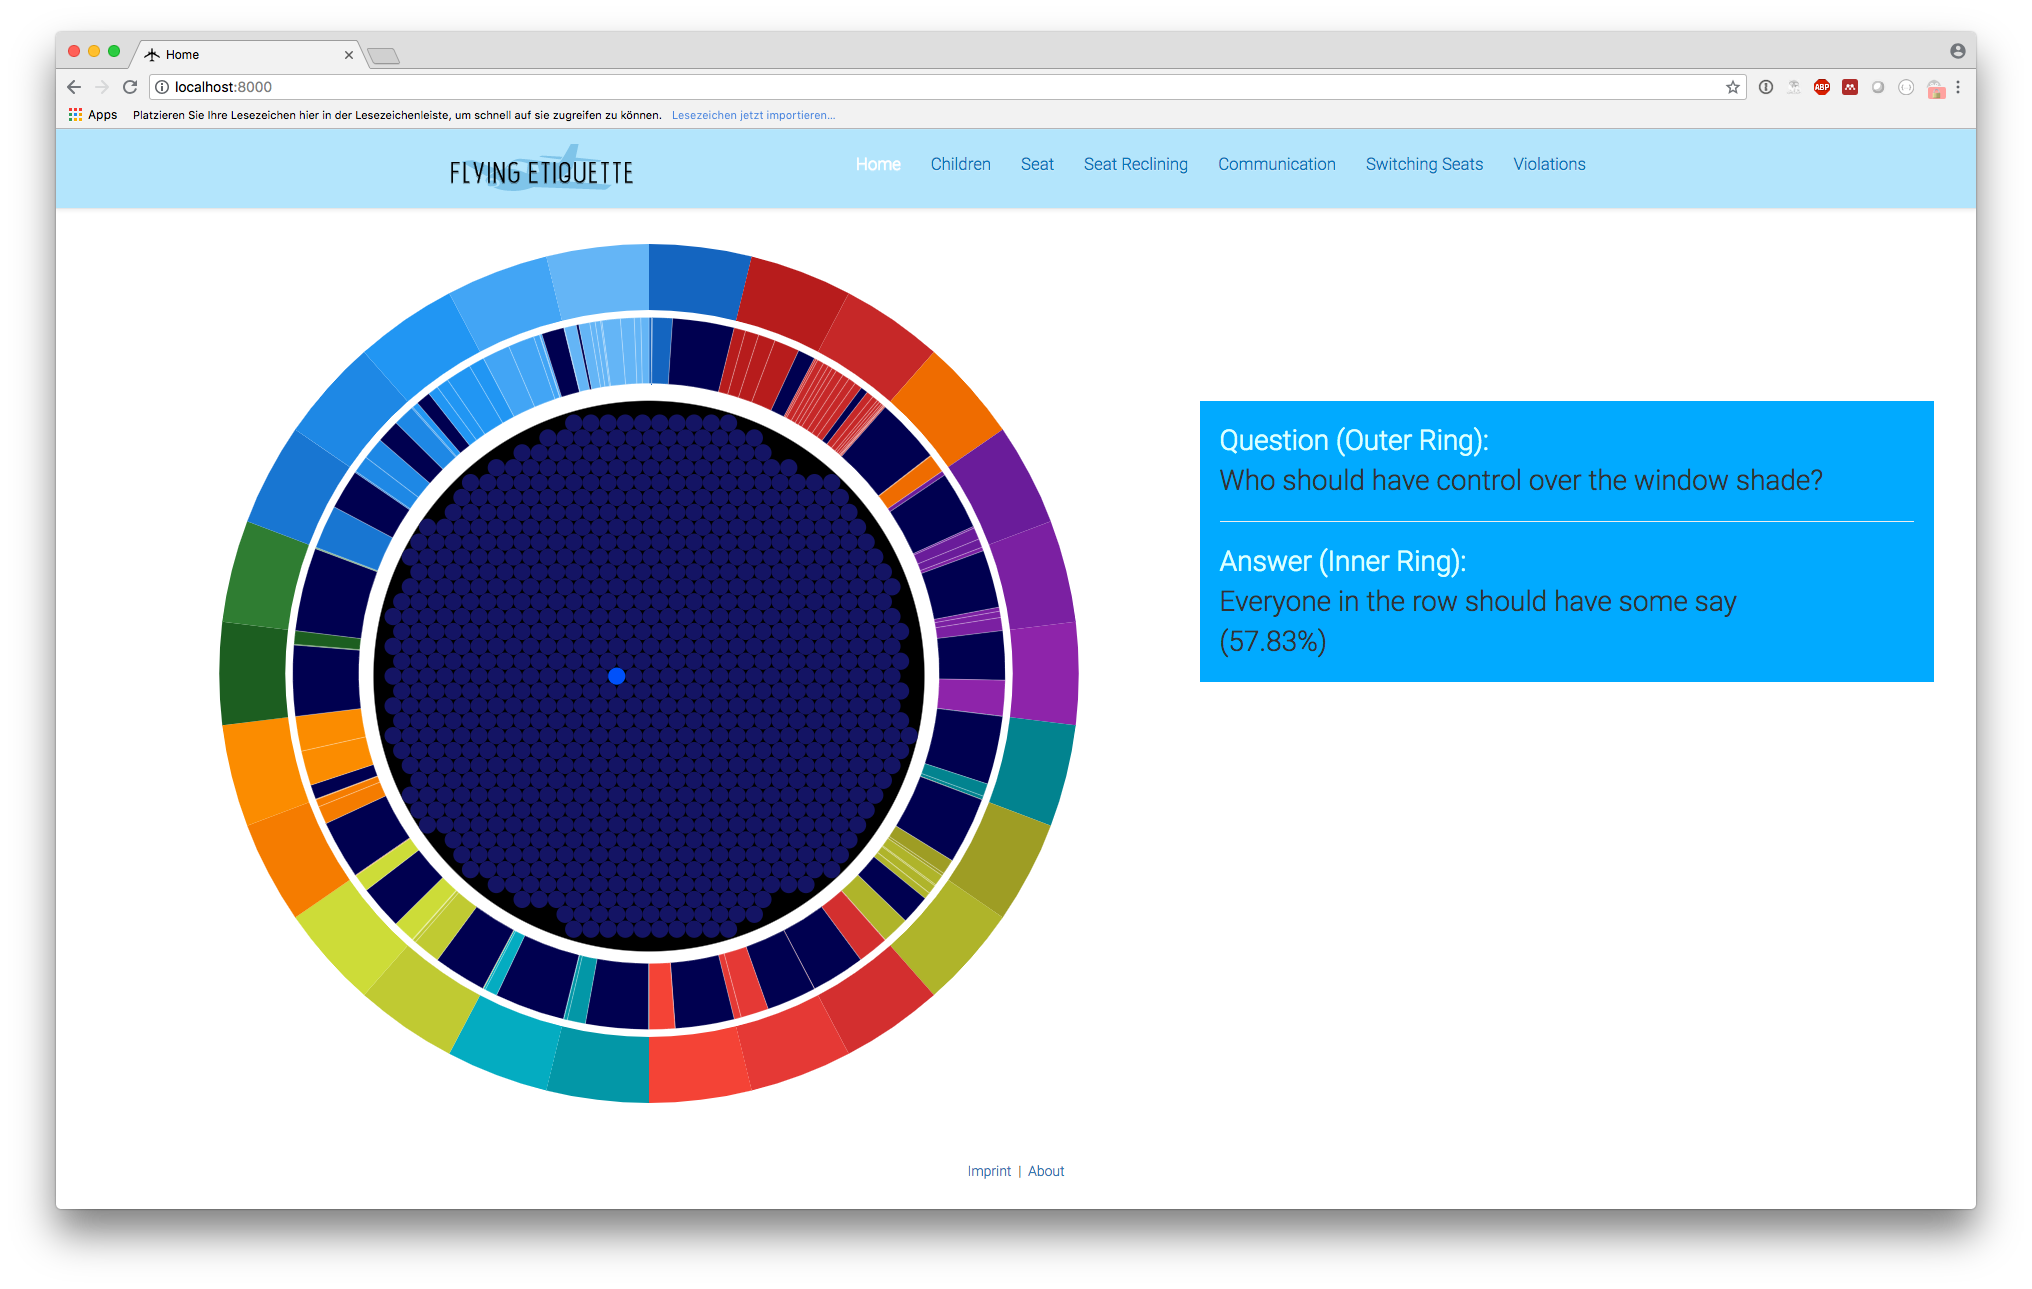 Home
localhost:8000
ABP
Apps Platzieren Sie Ihre Lesezeichen hier in der Lesezeichenleiste, um schnell auf sie zugreifen zu können. Lesezeichen jetzt importieren...
FLYING ETIQUETTE
Home Children Seat Seat Reclining Communication Switching Seats Violations
Question (Outer Ring):
Who should have control over the window shade?
Answer (Inner Ring):
Everyone in the row should have some say
(57.83%)
Imprint | About